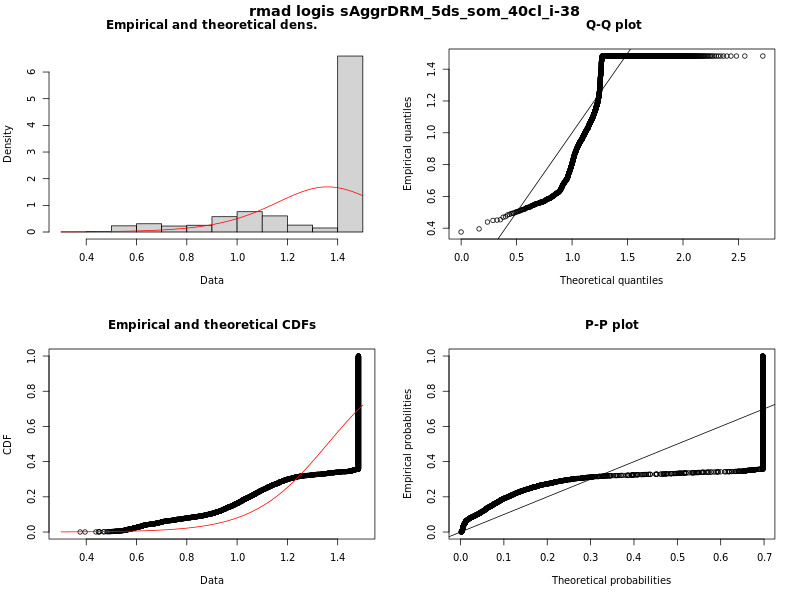 rmad logis sAggrDRM_5ds_som_40cl_i-38
Empirical and theoretical dens.
Density
0 1 2 3 4 5 6
0.4 0.6 0.8 1.0 1.2 1.4
Data
Q-Q plot
Empirical quantiles
0.4 0.6 0.8 1.0 1.2 1.4
0.0 0.5 1.0 1.5 2.0 2.5
Theoretical quantiles
Empirical and theoretical CDFs
CDF
0.0 0.2 0.4 0.6 0.8 1.0
0.4 0.6 0.8 1.0 1.2 1.4
Data
P-P plot
Empirical probabilities
0.0 0.2 0.4 0.6 0.8 1.0
0.0 0.1 0.2 0.3 0.4 0.5 0.6 0.7
Theoretical probabilities